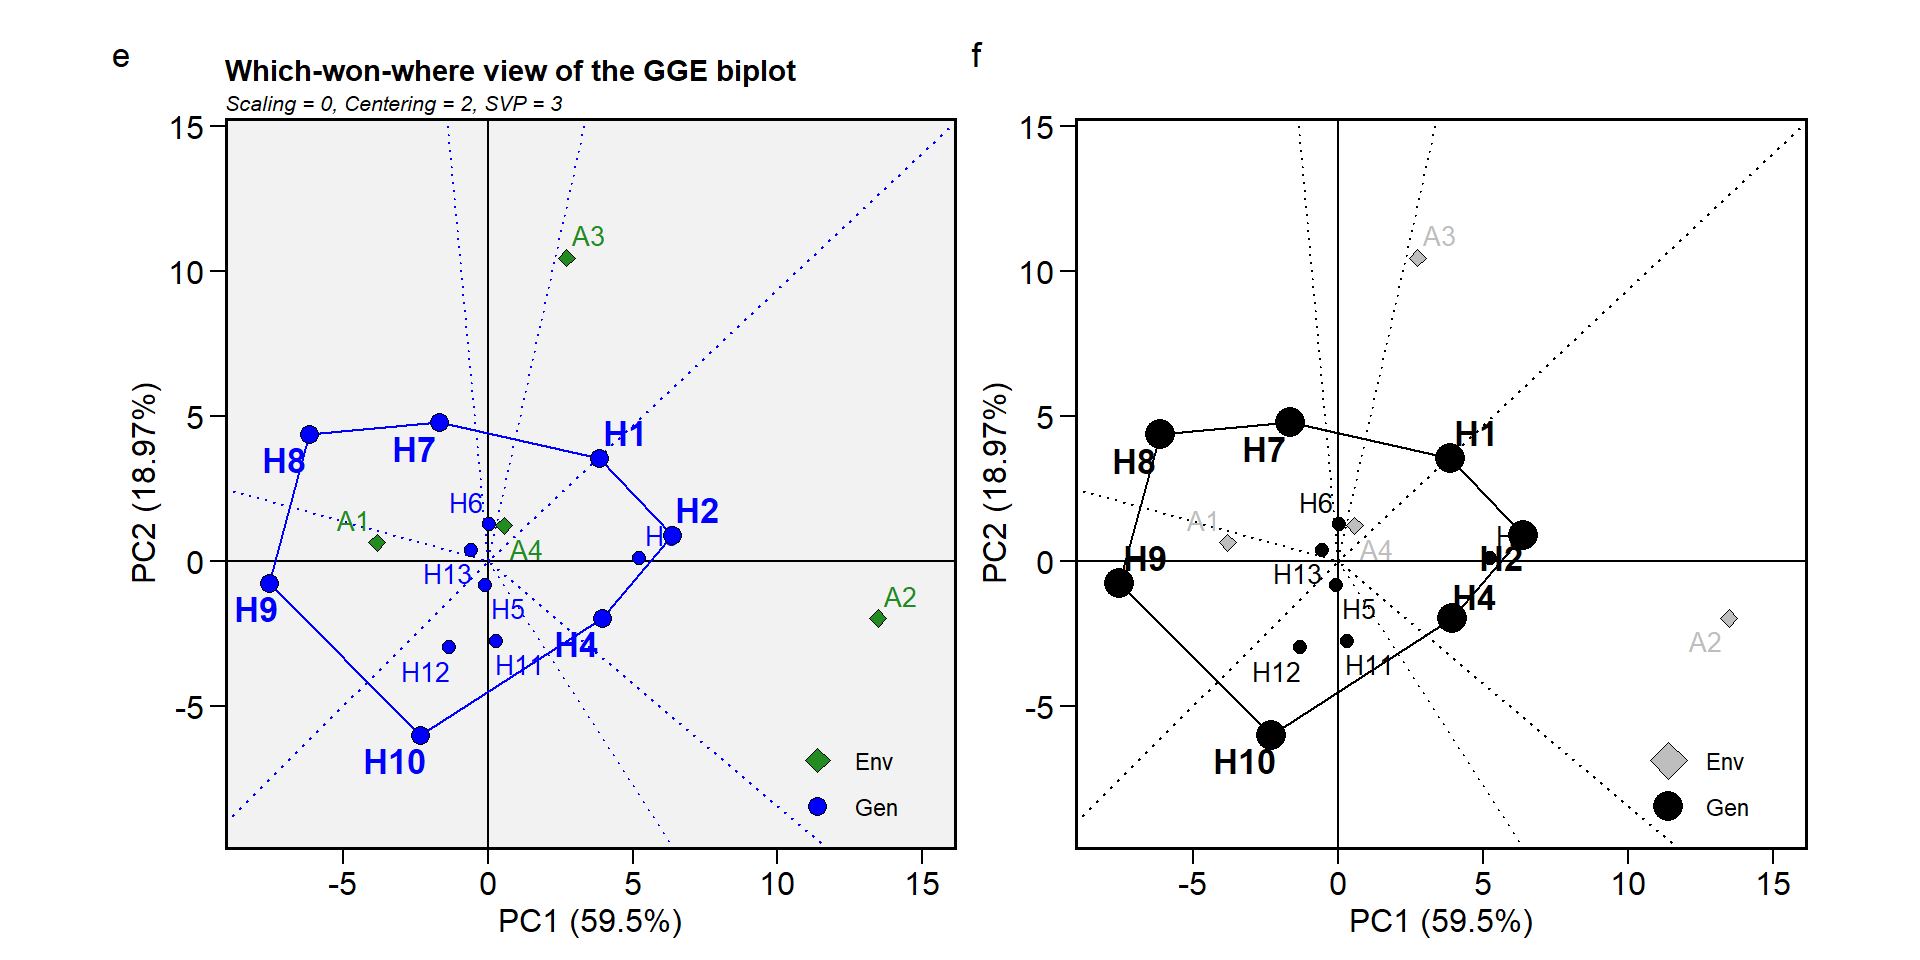 e
Which-won-where view of the GGE biplot
Scaling = 0, Centering = 2, SVP = 3
15
10
5
0
-5
PC2 (18.97%)
A3
H8
H7
H1
H6
H2
H
A1
A4
H13
H9
H5
A2
H4
H12
H11
H10
Env
Gen
-5
0
5
10
15
PC1 (59.5%)
f
15
10
5
0
-5
PC2 (18.97%)
A3
H8
H7
H1
H6
H
A1
A4
H9
H2
H13
H5
H4
A2
H12
H11
H10
Env
Gen
-5
0
5
10
15
PC1 (59.5%)